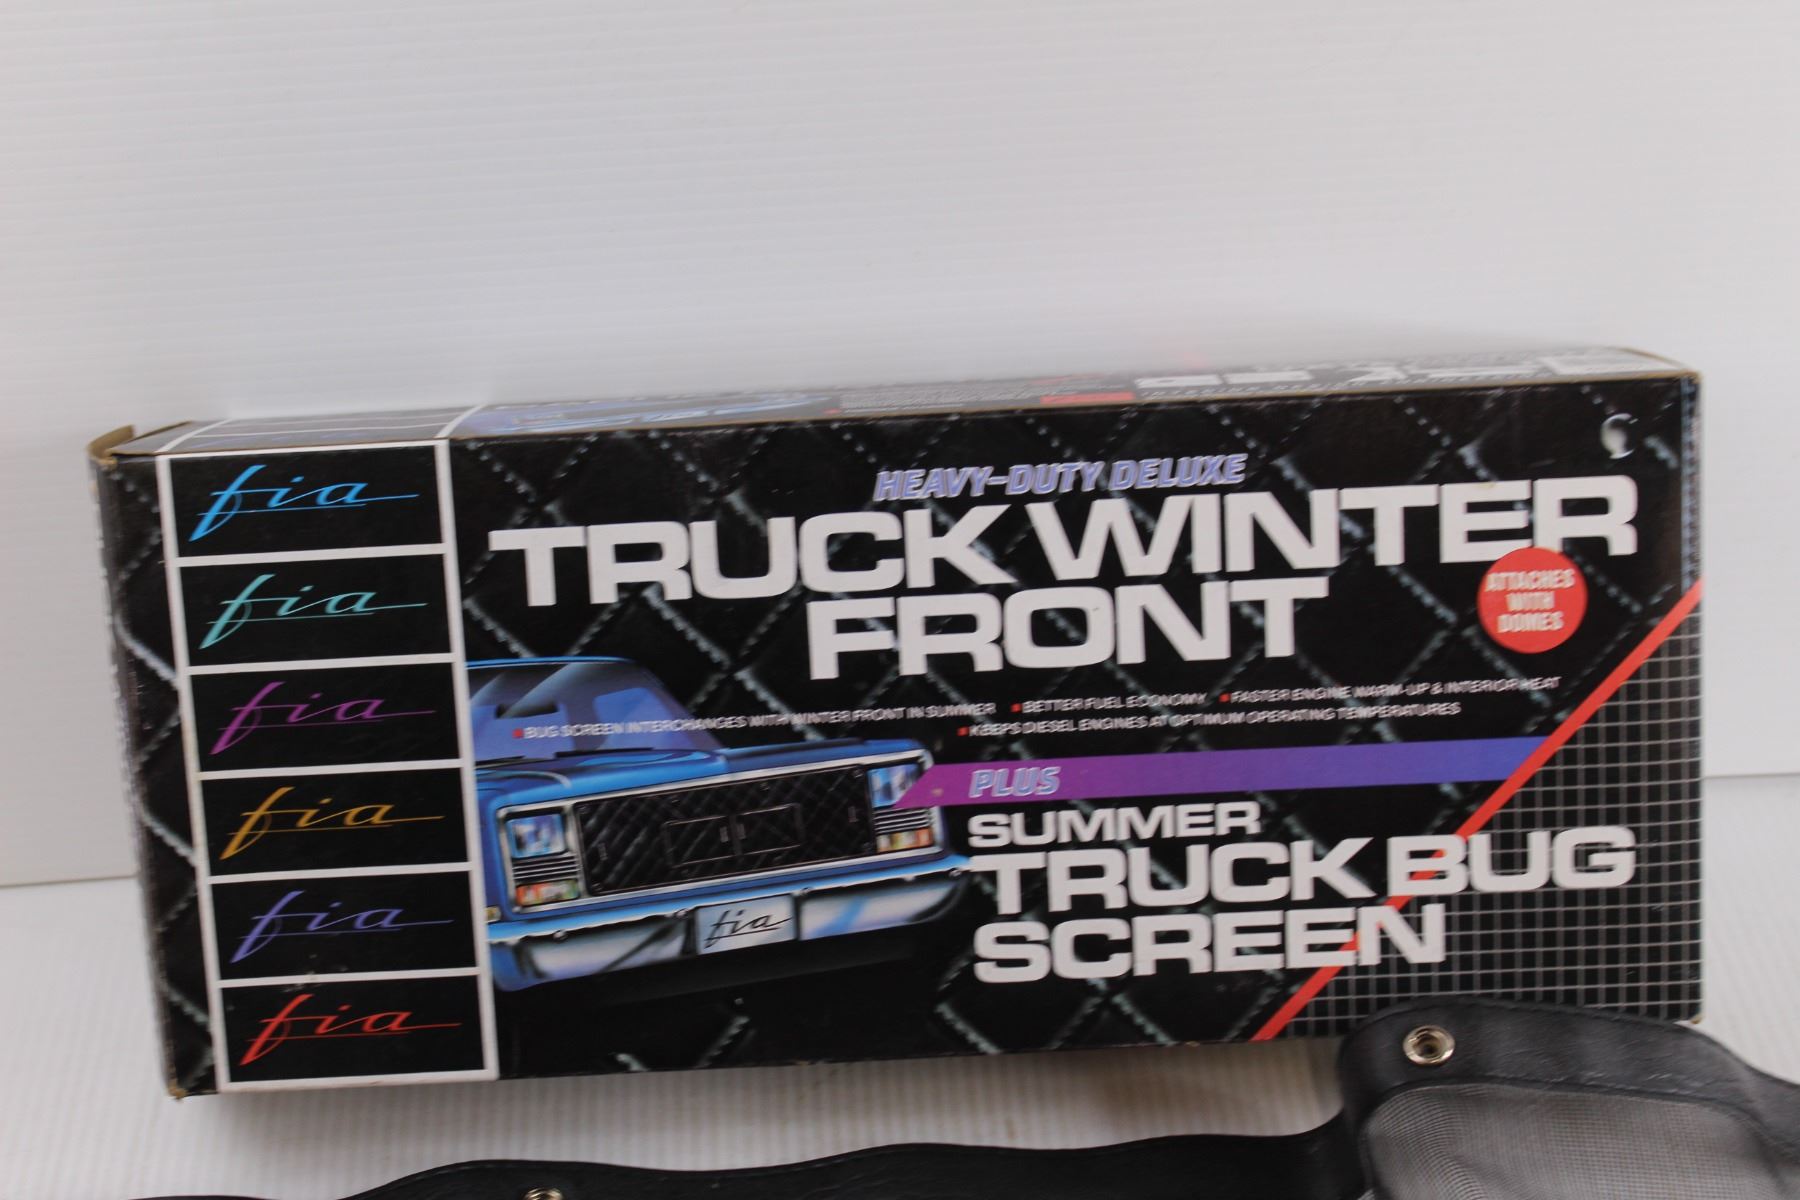 fia
fia
fia
fia
fia
fia
HEAVY-DUTY DELUXE
TRUCK WINTER
FRONT
ATTACHES
WITH
DOMES
BUG SCREEN INTERCHANGES WITH WINTER FRONT IN SUMMER BETTER FUEL ECONOMY FASTER ENGINE WARM-UP & INTERIOR HEAT
KEEPS DIESEL ENGINES AT OPTIMUM OPERATING TEMPERATURES
PLUS
SUMMER
TRUCK BUG
SCREEN
fia